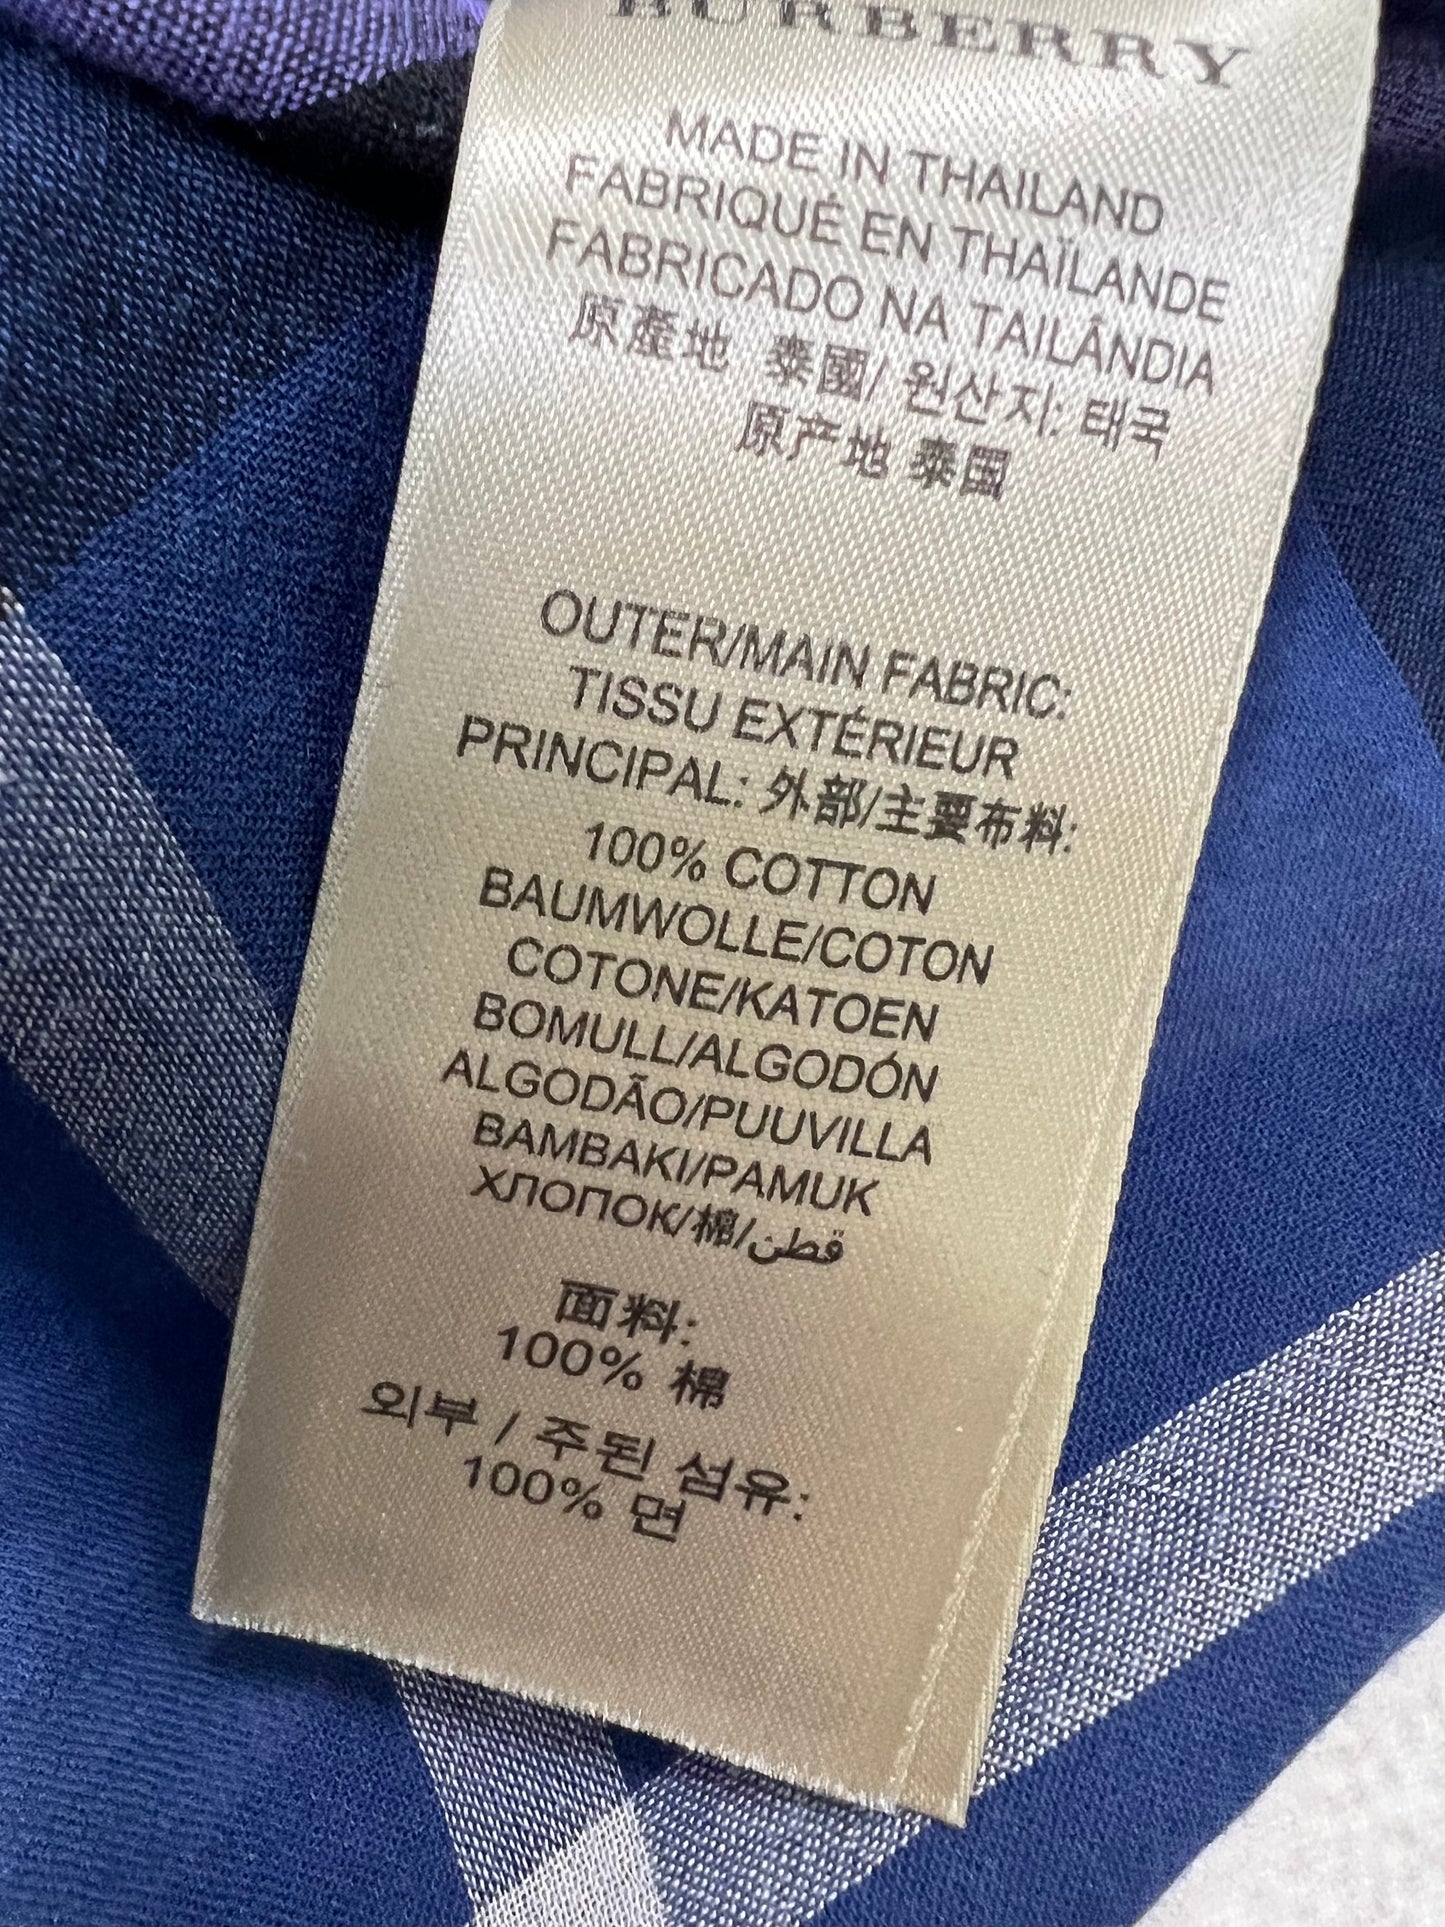 BURBERRY
MADE IN THAILAND
FABRIQUÉ EN THAÏLANDE
FABRICADO NA TAILÂNDIA
原產地 泰國/ 원산지: 태국
原产地 泰国
OUTER/MAIN FABRIC:
TISSU EXTÉRIEUR
PRINCIPAL: 外部/主要布料:
100% COTTON
BAUMWOLLE/COTON
COTONE/KATOEN
BOMULL/ALGODÓN
ALGODÃO/PUUVILLA
BAMBAKI/PAMUK
ХЛОПОК/棉/قطن
面料:
100% 棉
외부 / 주된 섬유:
100% 면